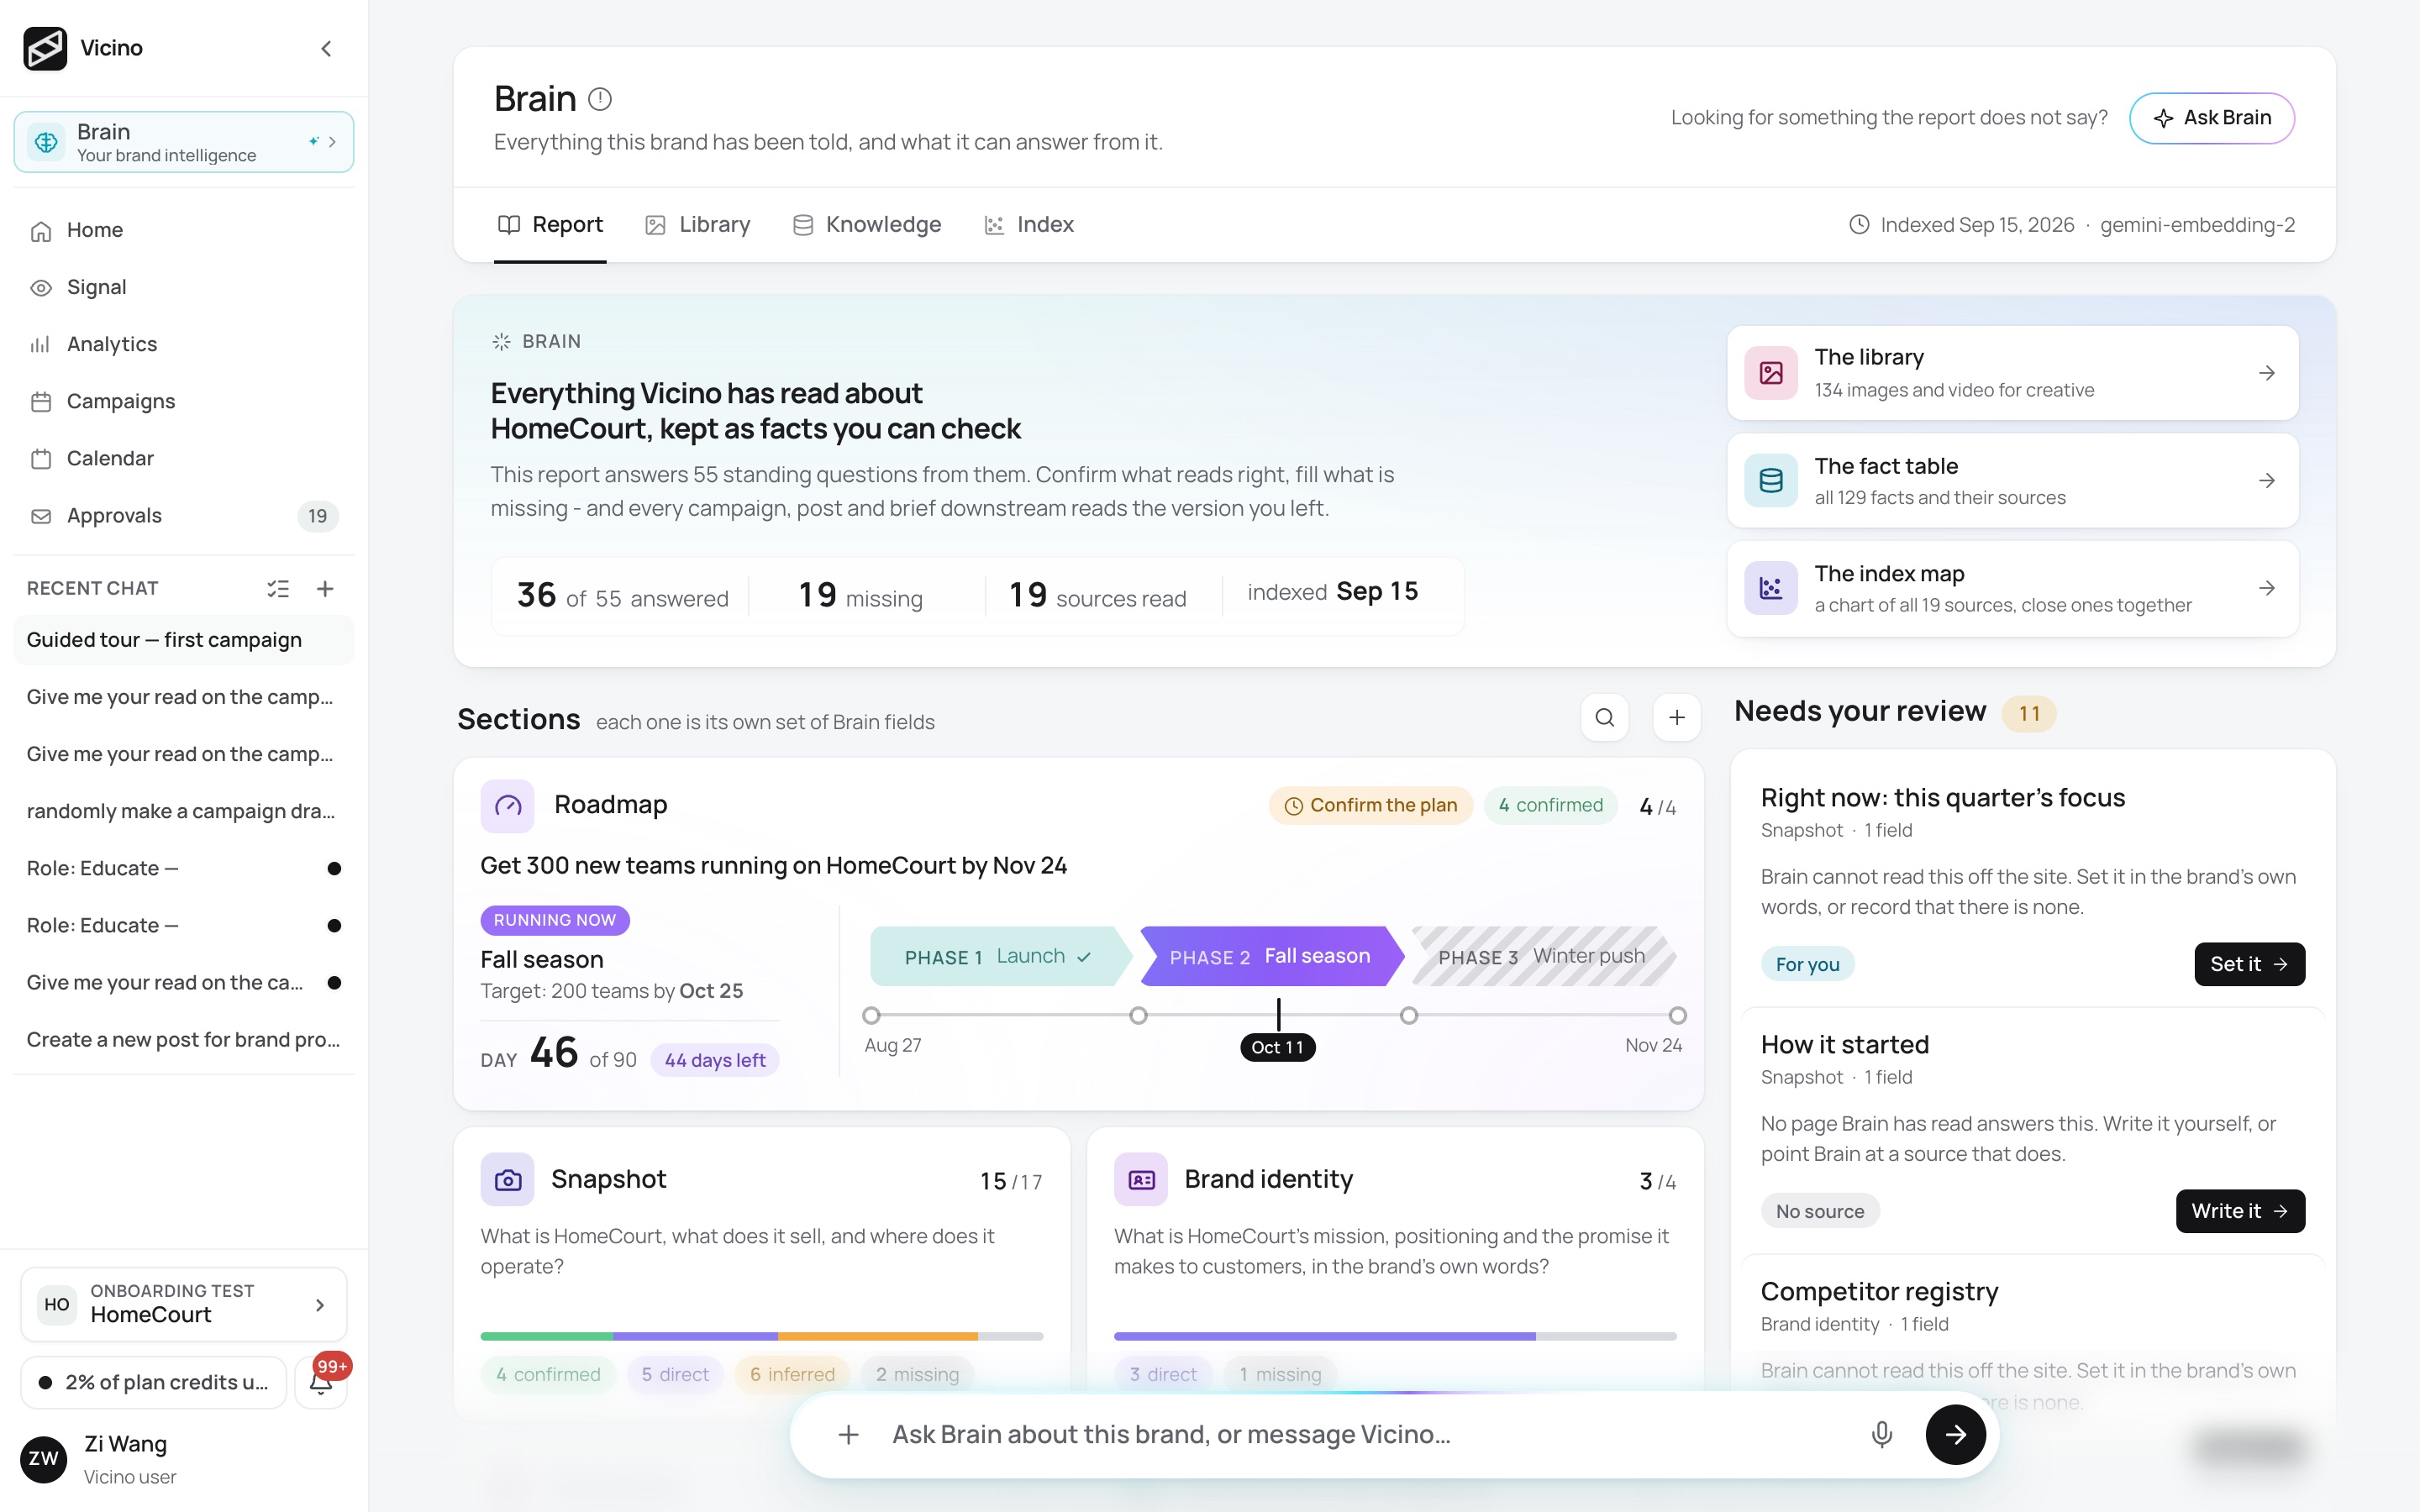 Vicino
Brain
Your brand intelligence
Home
Signal
Analytics
Campaigns
Calendar
Approvals 19
RECENT CHAT
Guided tour — first campaign
Give me your read on the camp...
Give me your read on the camp...
randomly make a campaign dra...
Role: Educate —
Role: Educate —
Give me your read on the ca...
Create a new post for brand pro...
HO
ONBOARDING TEST
HomeCourt
2% of plan credits u...
99+
ZW
Zi Wang
Vicino user
Brain
Everything this brand has been told, and what it can answer from it.
Looking for something the report does not say? Ask Brain
Report Library Knowledge Index
Indexed Sep 15, 2026 · gemini-embedding-2
BRAIN
Everything Vicino has read about
HomeCourt, kept as facts you can check
This report answers 55 standing questions from them. Confirm what reads right, fill what is
missing - and every campaign, post and brief downstream reads the version you left.
36 of 55 answered 19 missing 19 sources read indexed Sep 15
The library
134 images and video for creative
The fact table
all 129 facts and their sources
The index map
a chart of all 19 sources, close ones together
Sections each one is its own set of Brain fields
Roadmap Confirm the plan 4 confirmed 4 /4
Get 300 new teams running on HomeCourt by Nov 24
RUNNING NOW
Fall season
Target: 200 teams by Oct 25
DAY 46 of 90 44 days left
PHASE 1 Launch PHASE 2 Fall season PHASE 3 Winter push
Aug 27 Oct 11 Nov 24
Snapshot 15 /17
What is HomeCourt, what does it sell, and where does it
operate?
4 confirmed 5 direct 6 inferred 2 missing
Brand identity 3 /4
What is HomeCourt's mission, positioning and the promise it
makes to customers, in the brand's own words?
3 direct 1 missing
Needs your review 11
Right now: this quarter's focus
Snapshot · 1 field
Brain cannot read this off the site. Set it in the brand's own
words, or record that there is none.
For you Set it
How it started
Snapshot · 1 field
No page Brain has read answers this. Write it yourself, or
point Brain at a source that does.
No source Write it
Competitor registry
Brand identity · 1 field
Brain cannot read this off the site. Set it in the brand's own
re is none.
Ask Brain about this brand, or message Vicino...